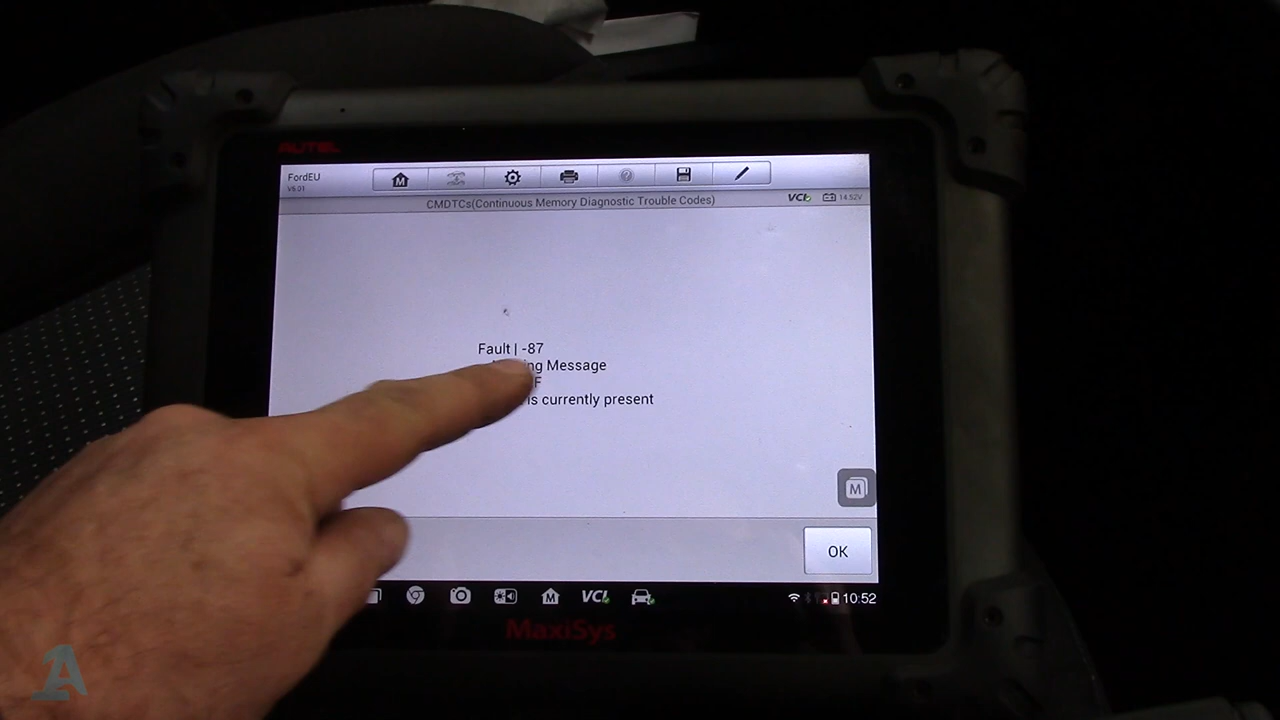 AUTEL
FordEU
V6.01
CMDTCs(Continuous Memory Diagnostic Trouble Codes)
VCI
14.52V
Fault | -87
Message
is currently present
M
OK
VCI
10:52
MaxiSys